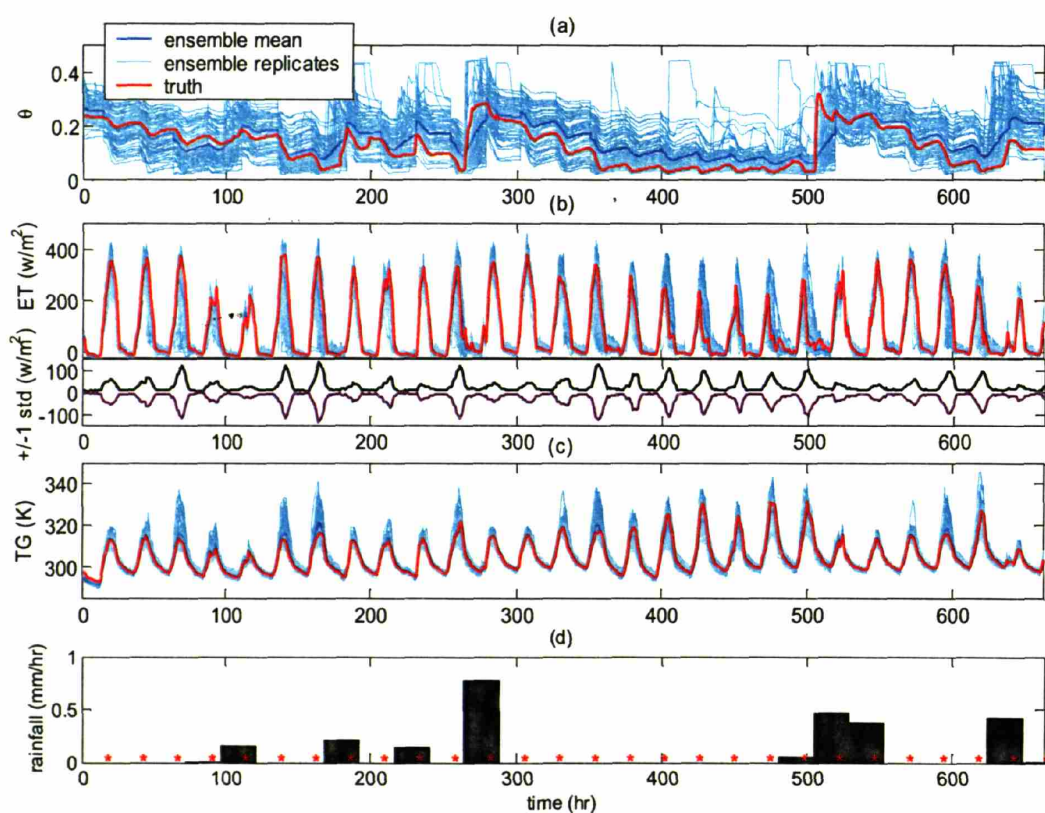 (a)
ensemble mean
ensemble replicates
truth
θ
0.4
0.2
0
0 100 200 300 400 500 600
(b)
ET (w/m²)
400
200
0
+/-1 std (w/m²)
100
0
-100
0 100 200 300 400 500 600
(c)
TG (K)
340
320
300
0 100 200 300 400 500 600
(d)
rainfall (mm/hr)
1
0.5
0
0 100 200 300 400 500 600
time (hr)